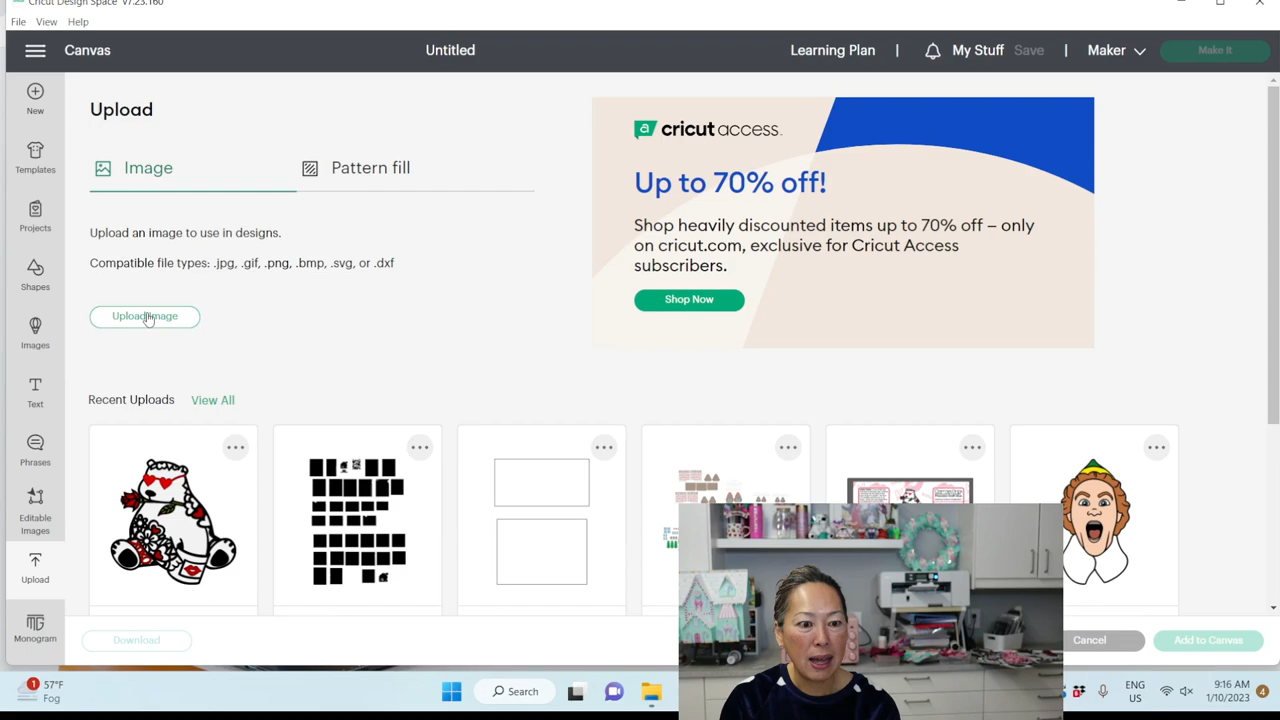 Cricut Design Space v7.23.160
File View Help
Canvas
Untitled
Learning Plan | My Stuff Save | Maker Make It
New
Templates
Projects
Shapes
Images
Text
Phrases
Editable
Images
Upload
Monogram
Upload
Image
Pattern fill
Upload an image to use in designs.
Compatible file types: .jpg, .gif, .png, .bmp, .svg, or .dxf
Upload Image
a cricut access.
Up to 70% off!
Shop heavily discounted items up to 70% off – only
on cricut.com, exclusive for Cricut Access
subscribers.
Shop Now
Recent Uploads View All
Download
Cancel
Add to Canvas
1
57°F
Fog
Search
ENG
US
9:16 AM
1/10/2023
4